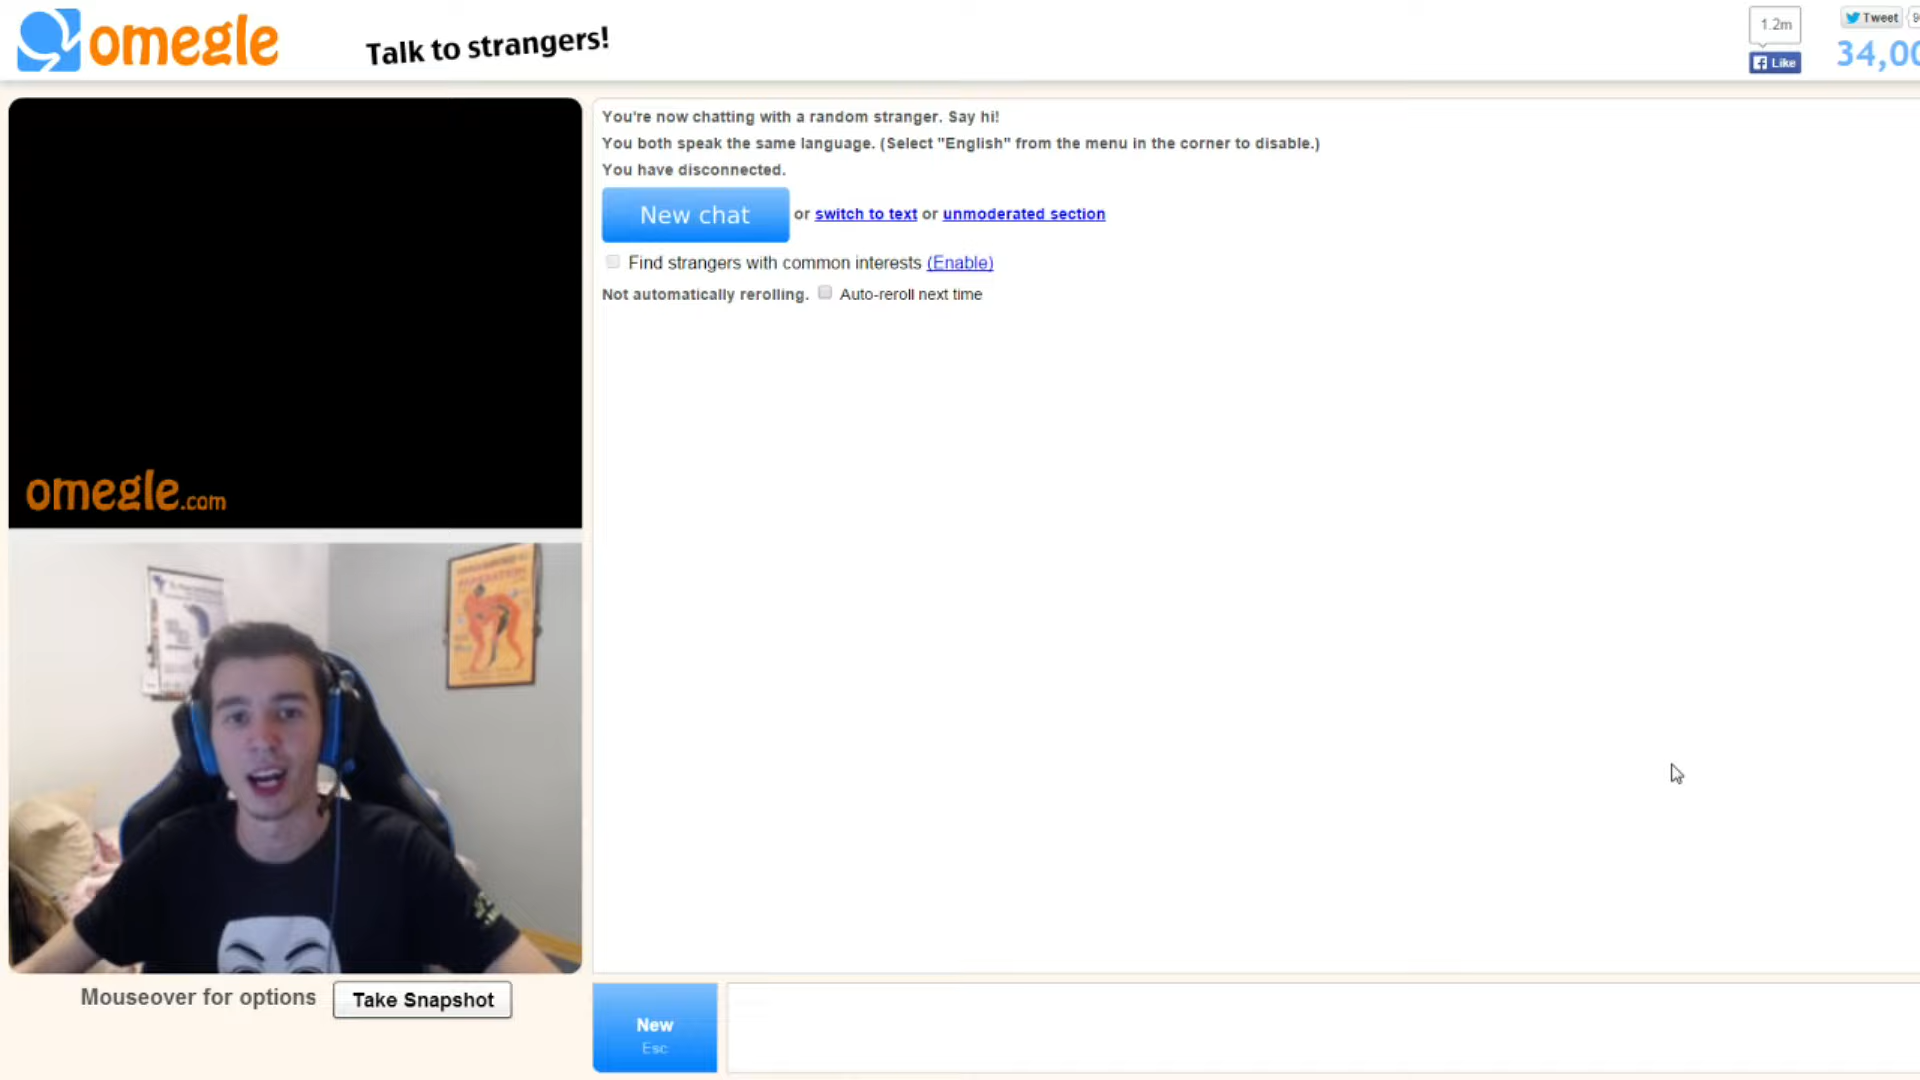 omegle
Talk to strangers!
1.2m
Like
Tweet
34,00
You're now chatting with a random stranger. Say hi!
You both speak the same language. (Select "English" from the menu in the corner to disable.)
You have disconnected.
New chat or switch to text or unmoderated section
Find strangers with common interests (Enable)
Not automatically rerolling. Auto-reroll next time
omegle.com
Mouseover for options
Take Snapshot
New
Esc